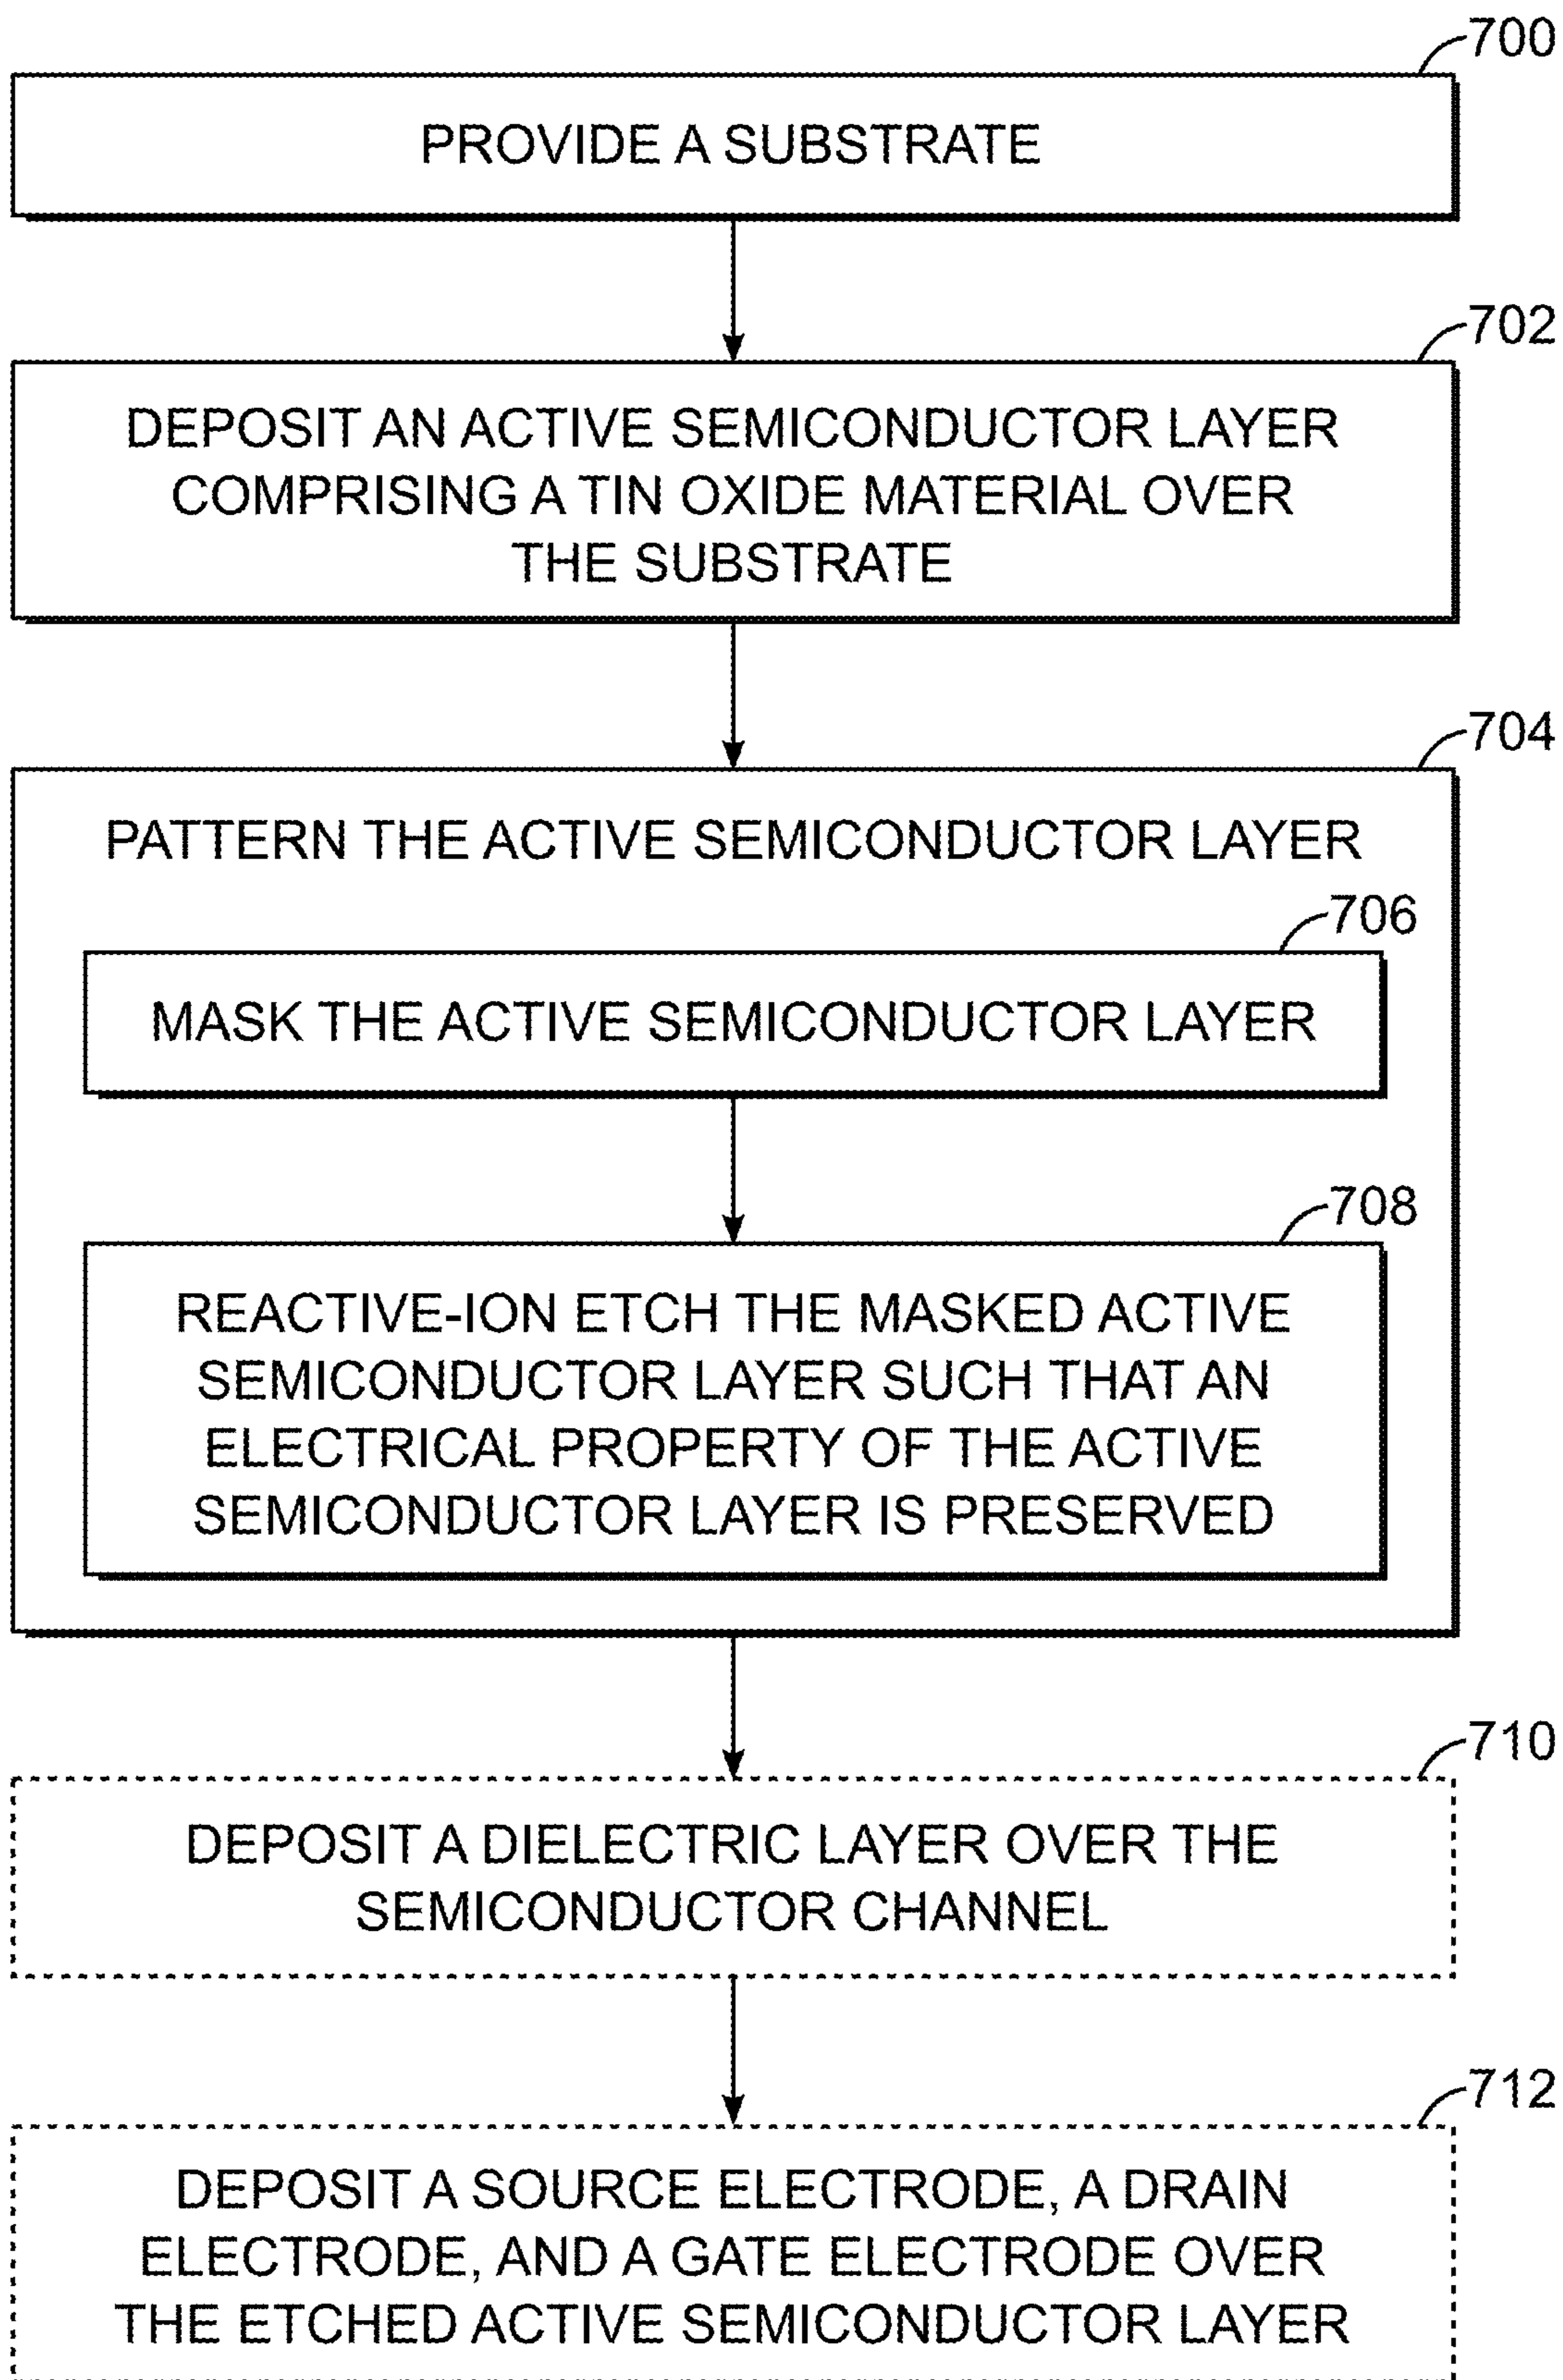 700
PROVIDE A SUBSTRATE
702
DEPOSIT AN ACTIVE SEMICONDUCTOR LAYER
COMPRISING A TIN OXIDE MATERIAL OVER
THE SUBSTRATE
704
PATTERN THE ACTIVE SEMICONDUCTOR LAYER
706
MASK THE ACTIVE SEMICONDUCTOR LAYER
708
REACTIVE-ION ETCH THE MASKED ACTIVE
SEMICONDUCTOR LAYER SUCH THAT AN
ELECTRICAL PROPERTY OF THE ACTIVE
SEMICONDUCTOR LAYER IS PRESERVED
710
DEPOSIT A DIELECTRIC LAYER OVER THE
SEMICONDUCTOR CHANNEL
712
DEPOSIT A SOURCE ELECTRODE, A DRAIN
ELECTRODE, AND A GATE ELECTRODE OVER
THE ETCHED ACTIVE SEMICONDUCTOR LAYER